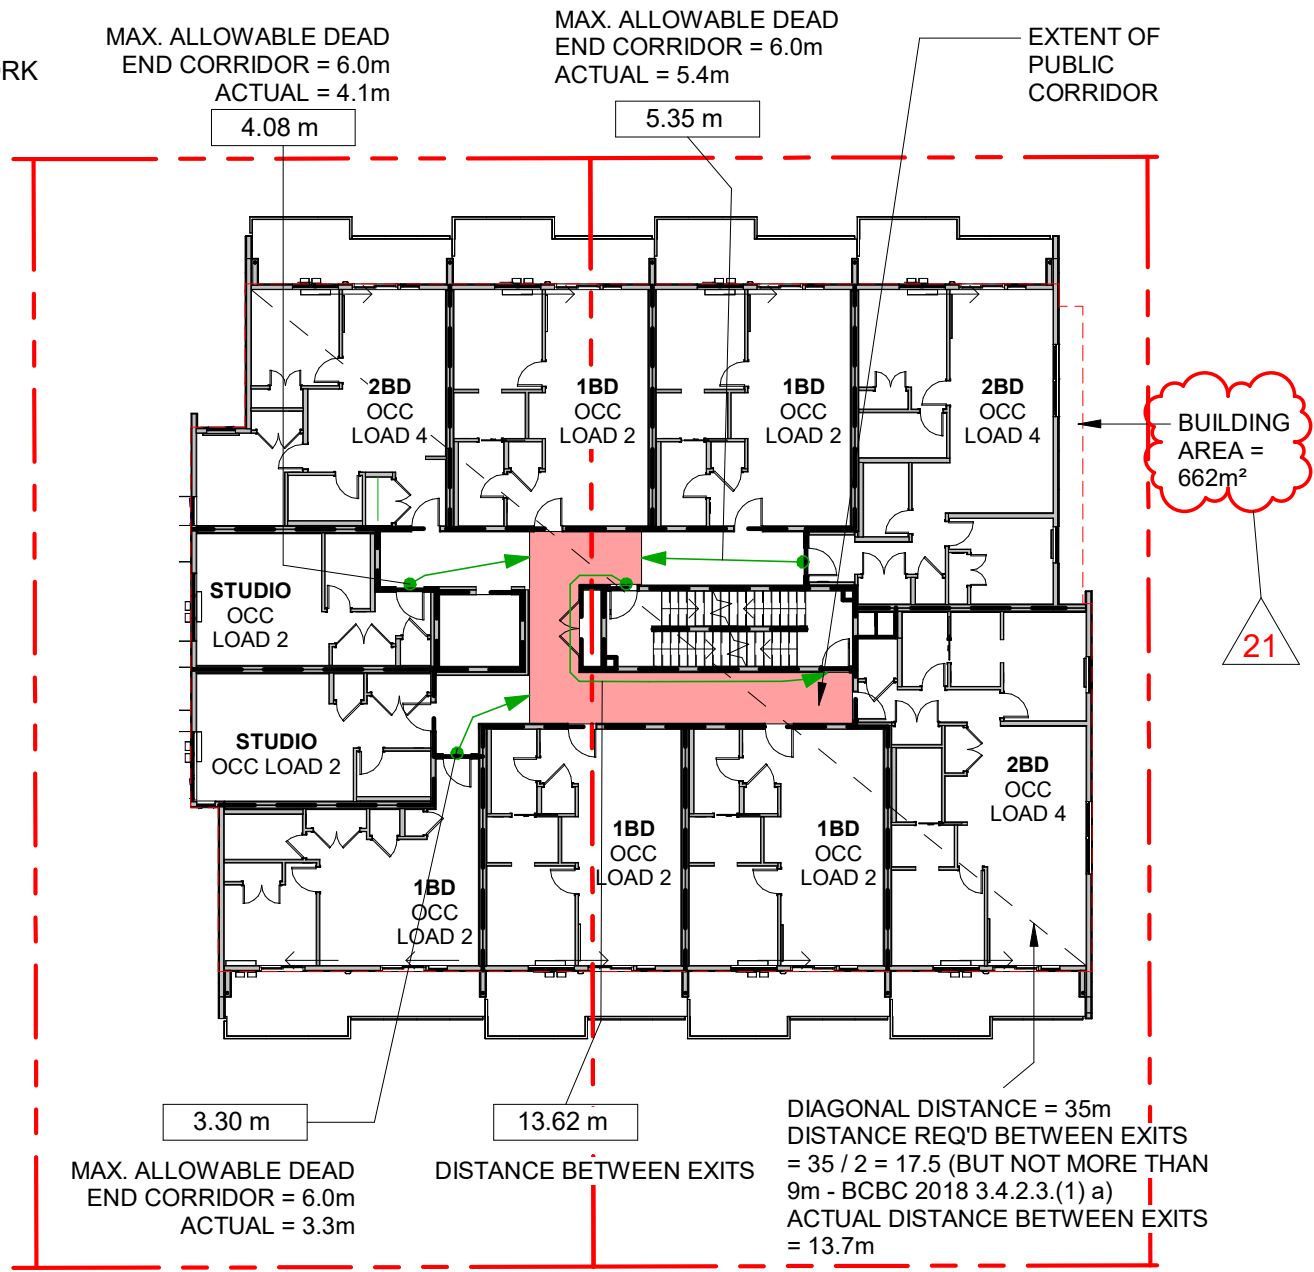 RK
MAX. ALLOWABLE DEAD
END CORRIDOR = 6.0m
ACTUAL = 4.1m
4.08 m
MAX. ALLOWABLE DEAD
END CORRIDOR = 6.0m
ACTUAL = 5.4m
5.35 m
EXTENT OF
PUBLIC
CORRIDOR
2BD
OCC
LOAD 4
1BD
OCC
LOAD 2
1BD
OCC
LOAD 2
2BD
OCC
LOAD 4
BUILDING
AREA =
662m²
21
STUDIO
OCC
LOAD 2
STUDIO
OCC LOAD 2
1BD
OCC
LOAD 2
1BD
OCC
LOAD 2
1BD
OCC
LOAD 2
2BD
OCC
LOAD 4
3.30 m
MAX. ALLOWABLE DEAD
END CORRIDOR = 6.0m
ACTUAL = 3.3m
13.62 m
DISTANCE BETWEEN EXITS
DIAGONAL DISTANCE = 35m
DISTANCE REQ'D BETWEEN EXITS
= 35 / 2 = 17.5 (BUT NOT MORE THAN
9m - BCBC 2018 3.4.2.3.(1) a)
ACTUAL DISTANCE BETWEEN EXITS
= 13.7m